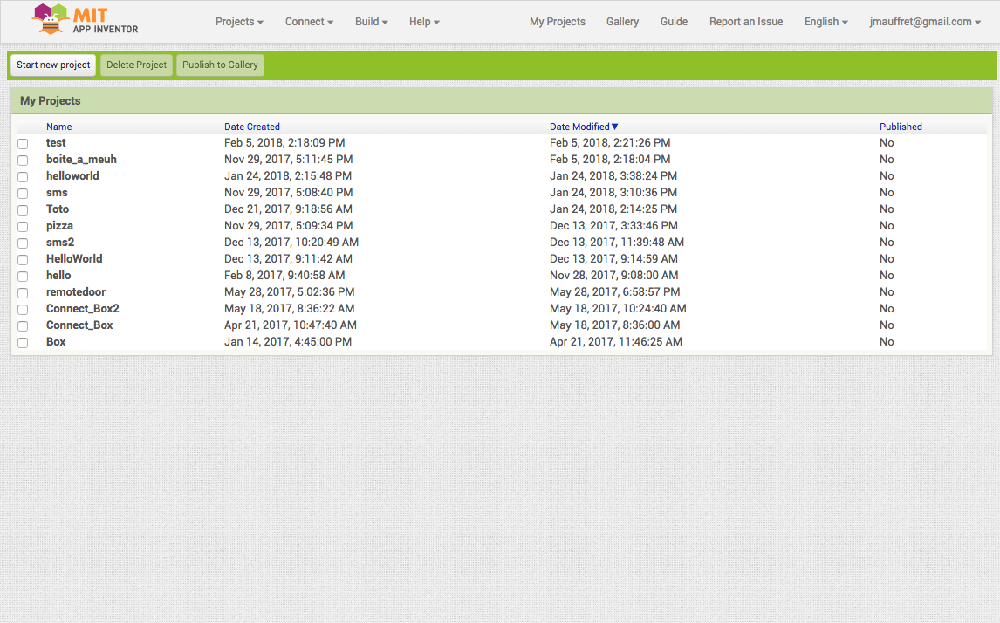 MIT
APP INVENTOR
Projects Connect Build Help My Projects Gallery Guide Report an Issue English jmauffret@gmail.com
Start new project Delete Project Publish to Gallery
My Projects
Name Date Created Date Modified▼ Published
test Feb 5, 2018, 2:18:09 PM Feb 5, 2018, 2:21:26 PM No
boite_a_meuh Nov 29, 2017, 5:11:45 PM Feb 5, 2018, 2:18:04 PM No
helloworld Jan 24, 2018, 2:15:48 PM Jan 24, 2018, 3:38:24 PM No
sms Nov 29, 2017, 5:08:40 PM Jan 24, 2018, 3:10:36 PM No
Toto Dec 21, 2017, 9:18:56 AM Jan 24, 2018, 2:14:25 PM No
pizza Nov 29, 2017, 5:09:34 PM Dec 13, 2017, 3:33:46 PM No
sms2 Dec 13, 2017, 10:20:49 AM Dec 13, 2017, 11:39:48 AM No
HelloWorld Dec 13, 2017, 9:11:42 AM Dec 13, 2017, 9:14:59 AM No
hello Feb 8, 2017, 9:40:58 AM Nov 28, 2017, 9:08:00 AM No
remotedoor May 28, 2017, 5:02:36 PM May 28, 2017, 6:58:57 PM No
Connect_Box2 May 18, 2017, 8:36:22 AM May 18, 2017, 10:24:40 AM No
Connect_Box Apr 21, 2017, 10:47:40 AM May 18, 2017, 8:36:00 AM No
Box Jan 14, 2017, 4:45:00 PM Apr 21, 2017, 11:46:25 AM No